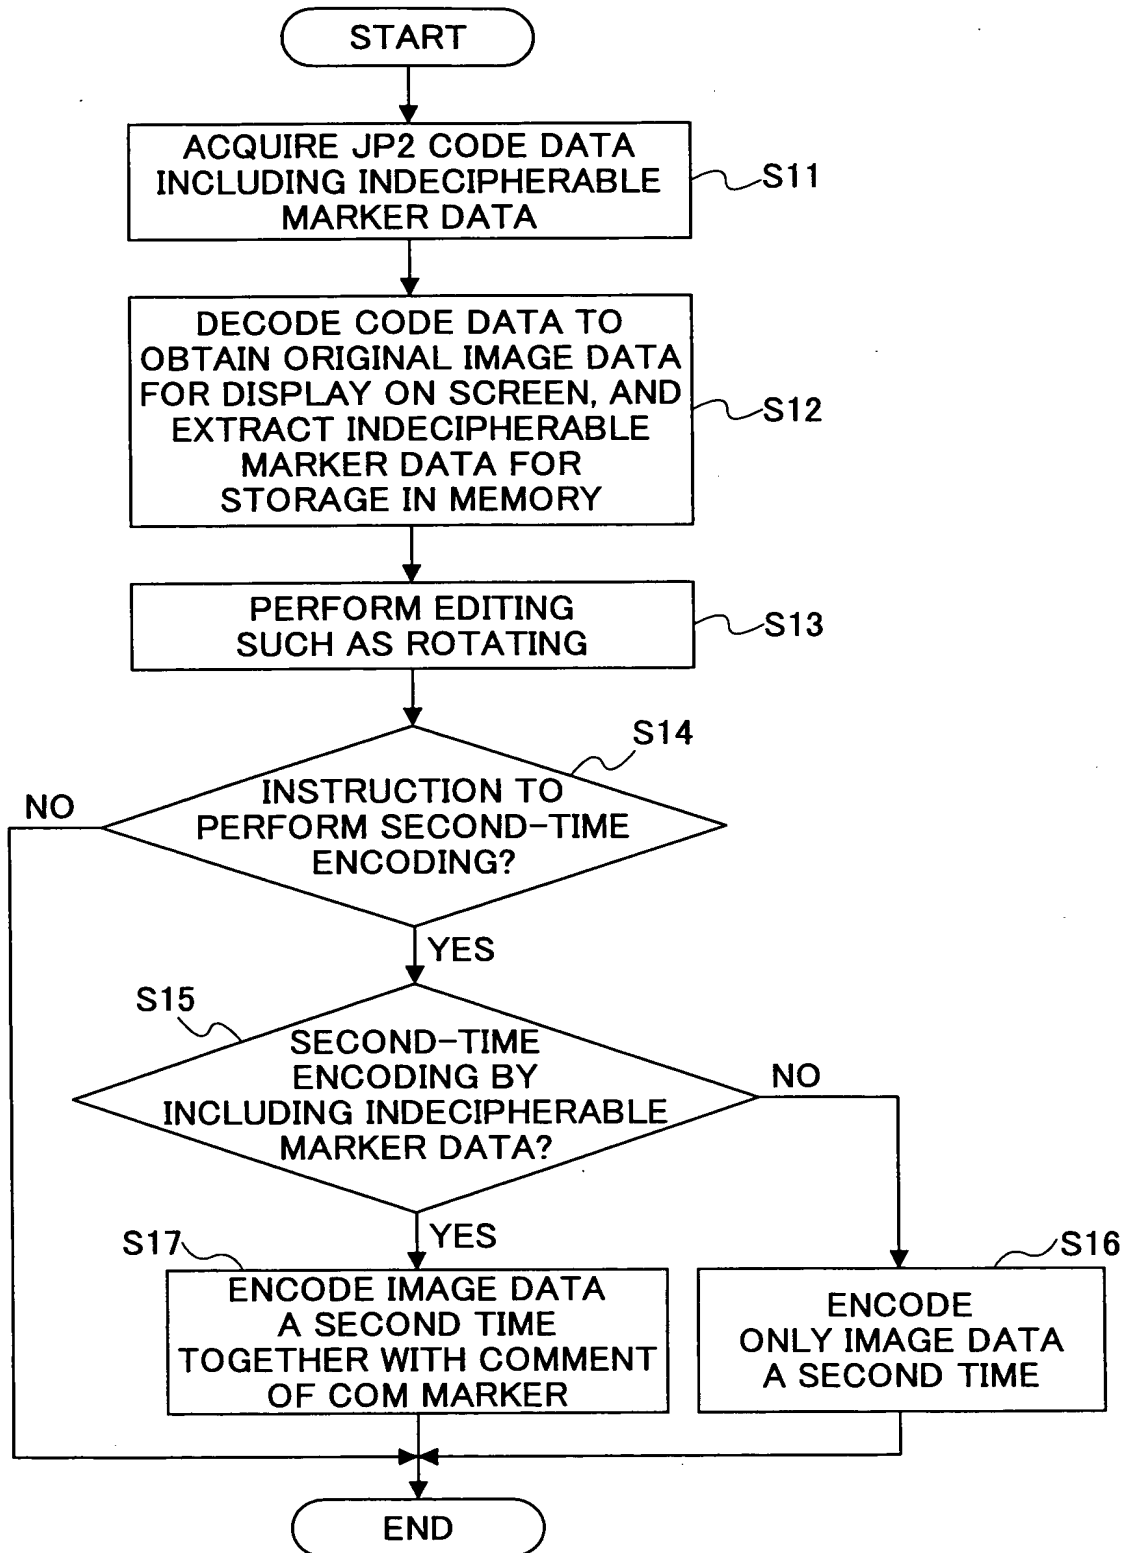 START
ACQUIRE JP2 CODE DATA
INCLUDING INDECIPHERABLE
MARKER DATA
S11
DECODE CODE DATA TO
OBTAIN ORIGINAL IMAGE DATA
FOR DISPLAY ON SCREEN, AND
EXTRACT INDECIPHERABLE
MARKER DATA FOR
STORAGE IN MEMORY
S12
PERFORM EDITING
SUCH AS ROTATING
S13
S14
INSTRUCTION TO
PERFORM SECOND-TIME
ENCODING?
NO
YES
S15
SECOND-TIME
ENCODING BY
INCLUDING INDECIPHERABLE
MARKER DATA?
NO
YES
S17
ENCODE IMAGE DATA
A SECOND TIME
TOGETHER WITH COMMENT
OF COM MARKER
S16
ENCODE
ONLY IMAGE DATA
A SECOND TIME
END